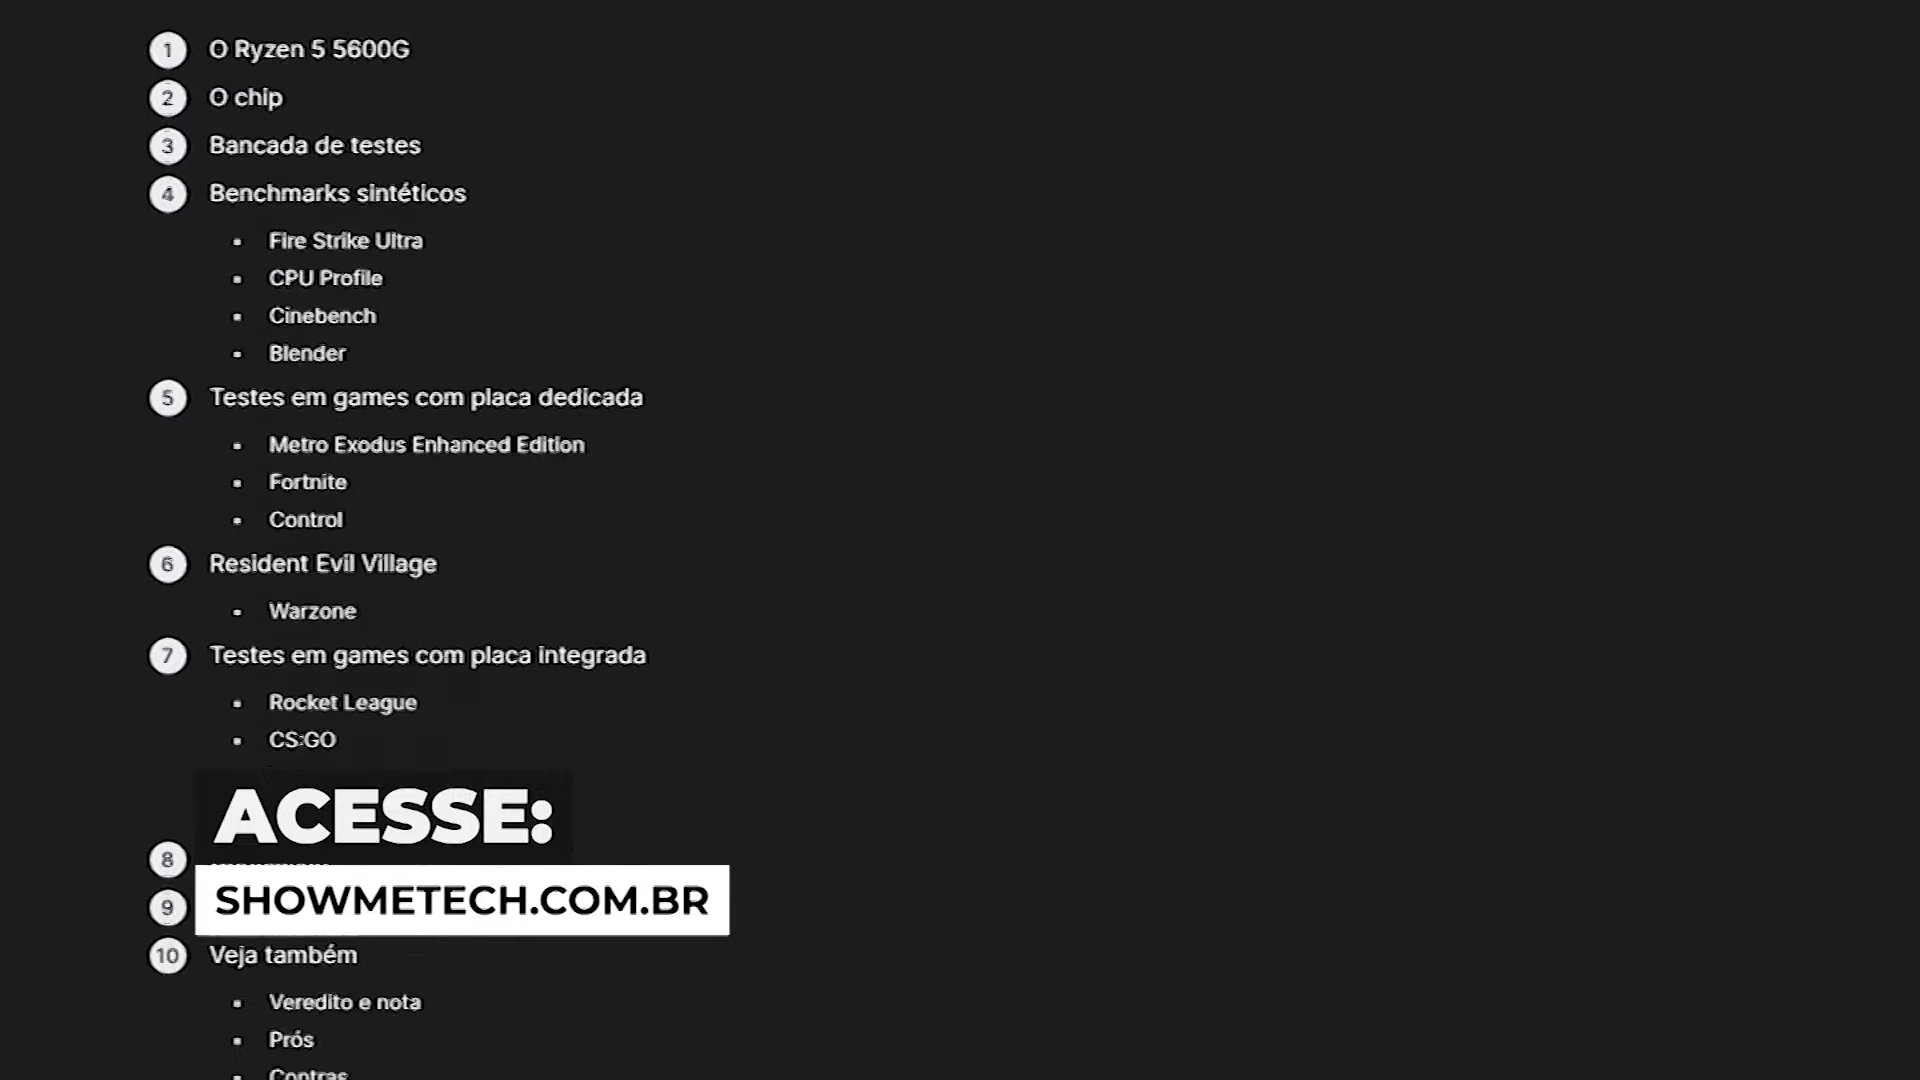 1 O Ryzen 5 5600G
2 O chip
3 Bancada de testes
4 Benchmarks sintéticos
▪ Fire Strike Ultra
▪ CPU Profile
▪ Cinebench
▪ Blender
5 Testes em games com placa dedicada
▪ Metro Exodus Enhanced Edition
▪ Fortnite
▪ Control
6 Resident Evil Village
▪ Warzone
7 Testes em games com placa integrada
▪ Rocket League
▪ CS:GO
ACESSE:
8
SHOWMETECH.COM.BR
9
10 Veja também
▪ Veredito e nota
▪ Prós
▪ Contras